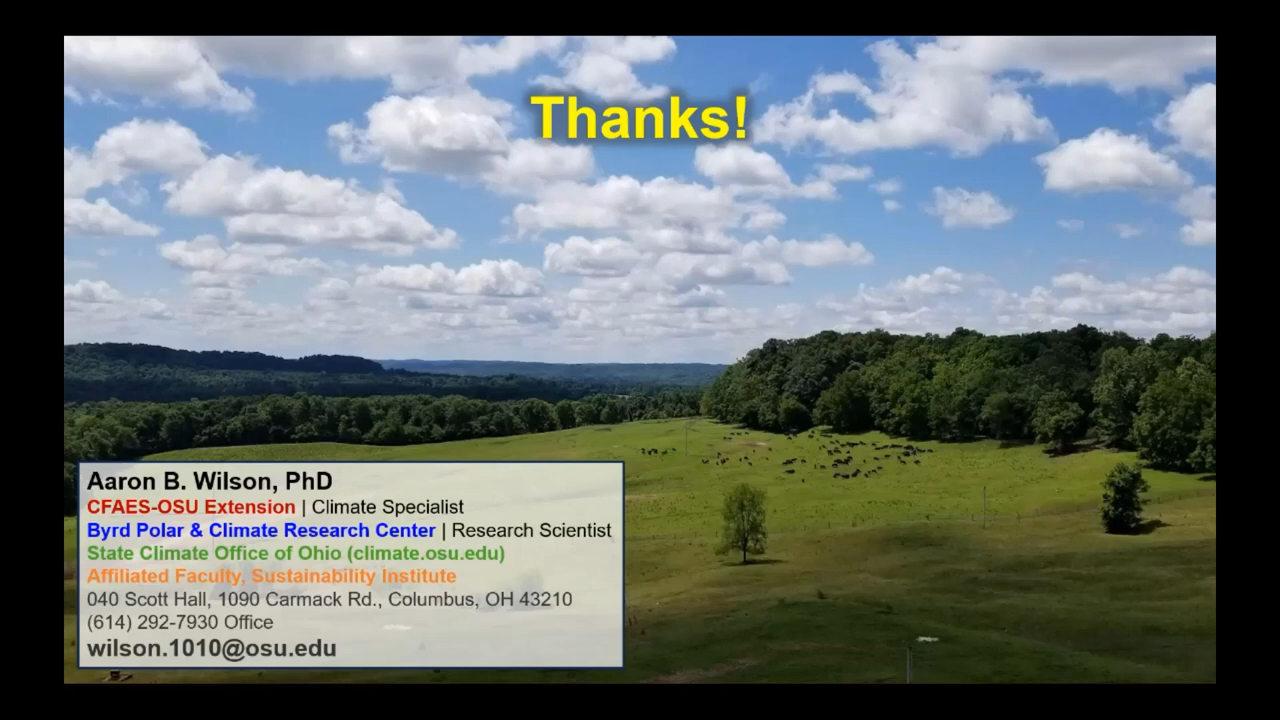 Thanks!
Aaron B. Wilson, PhD
CFAES-OSU Extension | Climate Specialist
Byrd Polar & Climate Research Center | Research Scientist
State Climate Office of Ohio (climate.osu.edu)
Affiliated Faculty, Sustainability Institute
040 Scott Hall, 1090 Carmack Rd., Columbus, OH 43210
(614) 292-7930 Office
wilson.1010@osu.edu